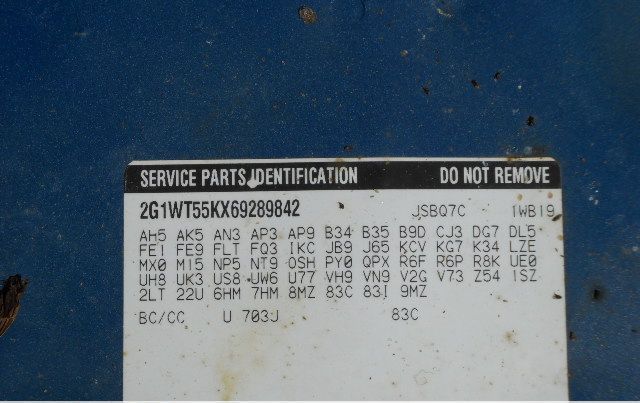 SERVICE PARTS IDENTIFICATION DO NOT REMOVE
2G1WT55KX69289842 JSBQ7C 1WB19
AH5 AK5 AN3 AP3 AP9 B34 B35 B9D CJ3 DG7 DL5
FE1 FE9 FLT FQ3 IKC JB9 J65 KCV KG7 K34 LZE
MX0 M15 NP5 NT9 OSH PY0 QPX R6F R6P R8K UE0
UH8 UK3 US8 UW6 U77 VH9 VN9 V2G V73 Z54 1SZ
2LT 22U 6HM 7HM 8MZ 83C 83I 9MZ
BC/CC U 703J 83C